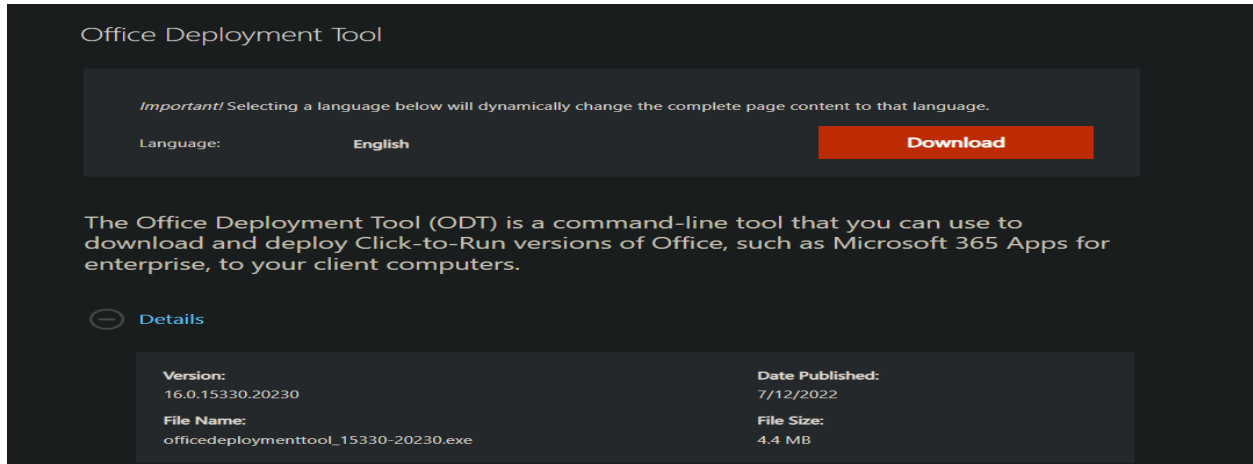 Office Deployment Tool
Important! Selecting a language below will dynamically change the complete page content to that language.
Language: English Download
The Office Deployment Tool (ODT) is a command-line tool that you can use to
download and deploy Click-to-Run versions of Office, such as Microsoft 365 Apps for
enterprise, to your client computers.
Details
Version: Date Published:
16.0.15330.20230 7/12/2022
File Name: File Size:
officedeploymenttool_15330-20230.exe 4.4 MB